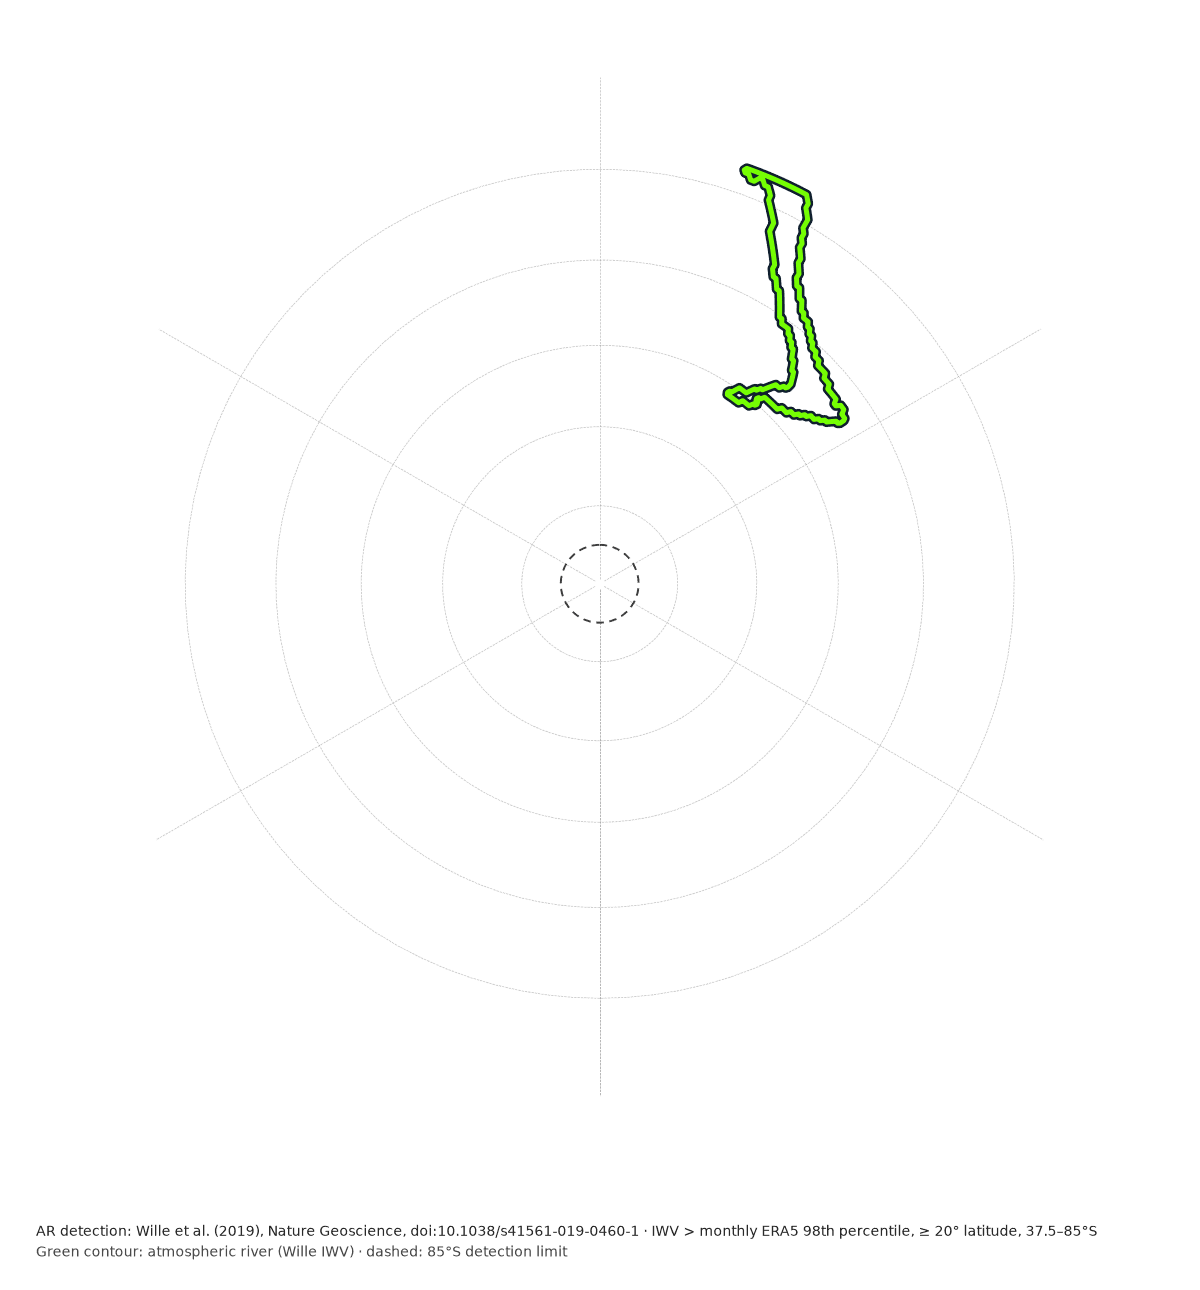 AR detection: Wille et al. (2019), Nature Geoscience, doi:10.1038/s41561-019-0460-1 · IWV > monthly ERA5 98th percentile, ≥ 20° latitude, 37.5–85°S
Green contour: atmospheric river (Wille IWV) · dashed: 85°S detection limit